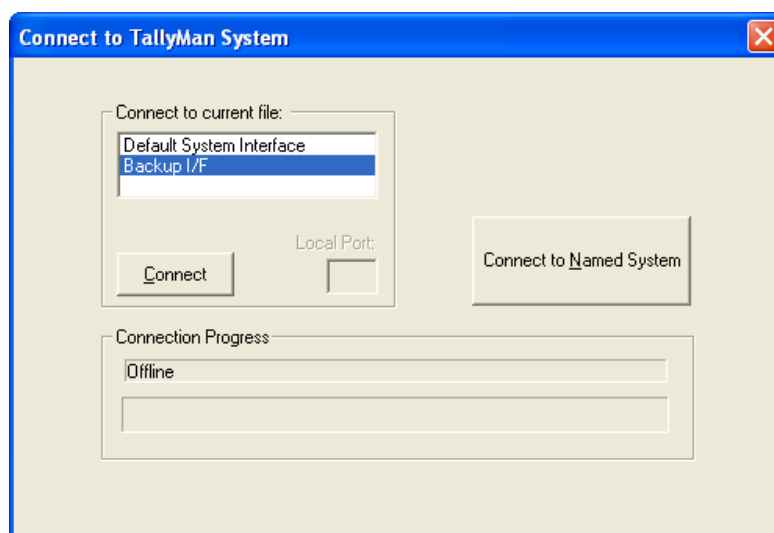 Connect to TallyMan System
Connect to current file:
Default System Interface
Backup I/F
Local Port:
Connect
Connect to Named System
Connection Progress
Offline